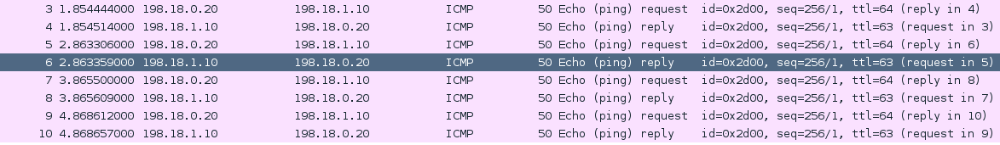 3 1.854444000 198.18.0.20 198.18.1.10 ICMP 50 Echo (ping) request id=0x2d00, seq=256/1, ttl=64 (reply in 4)
4 1.854514000 198.18.1.10 198.18.0.20 ICMP 50 Echo (ping) reply id=0x2d00, seq=256/1, ttl=63 (request in 3)
5 2.863306000 198.18.0.20 198.18.1.10 ICMP 50 Echo (ping) request id=0x2d00, seq=256/1, ttl=64 (reply in 6)
6 2.863359000 198.18.1.10 198.18.0.20 ICMP 50 Echo (ping) reply id=0x2d00, seq=256/1, ttl=63 (request in 5)
7 3.865500000 198.18.0.20 198.18.1.10 ICMP 50 Echo (ping) request id=0x2d00, seq=256/1, ttl=64 (reply in 8)
8 3.865609000 198.18.1.10 198.18.0.20 ICMP 50 Echo (ping) reply id=0x2d00, seq=256/1, ttl=63 (request in 7)
9 4.868612000 198.18.0.20 198.18.1.10 ICMP 50 Echo (ping) request id=0x2d00, seq=256/1, ttl=64 (reply in 10)
10 4.868657000 198.18.1.10 198.18.0.20 ICMP 50 Echo (ping) reply id=0x2d00, seq=256/1, ttl=63 (request in 9)